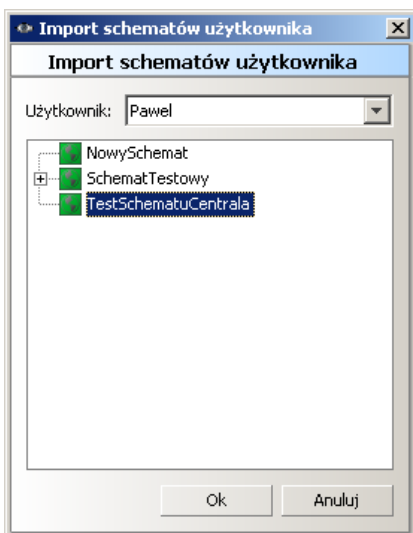 Import schematów użytkownika
Import schematów użytkownika
Użytkownik: Pawel
NowySchemat
SchematTestowy
TestSchematuCentrala
Ok Anuluj